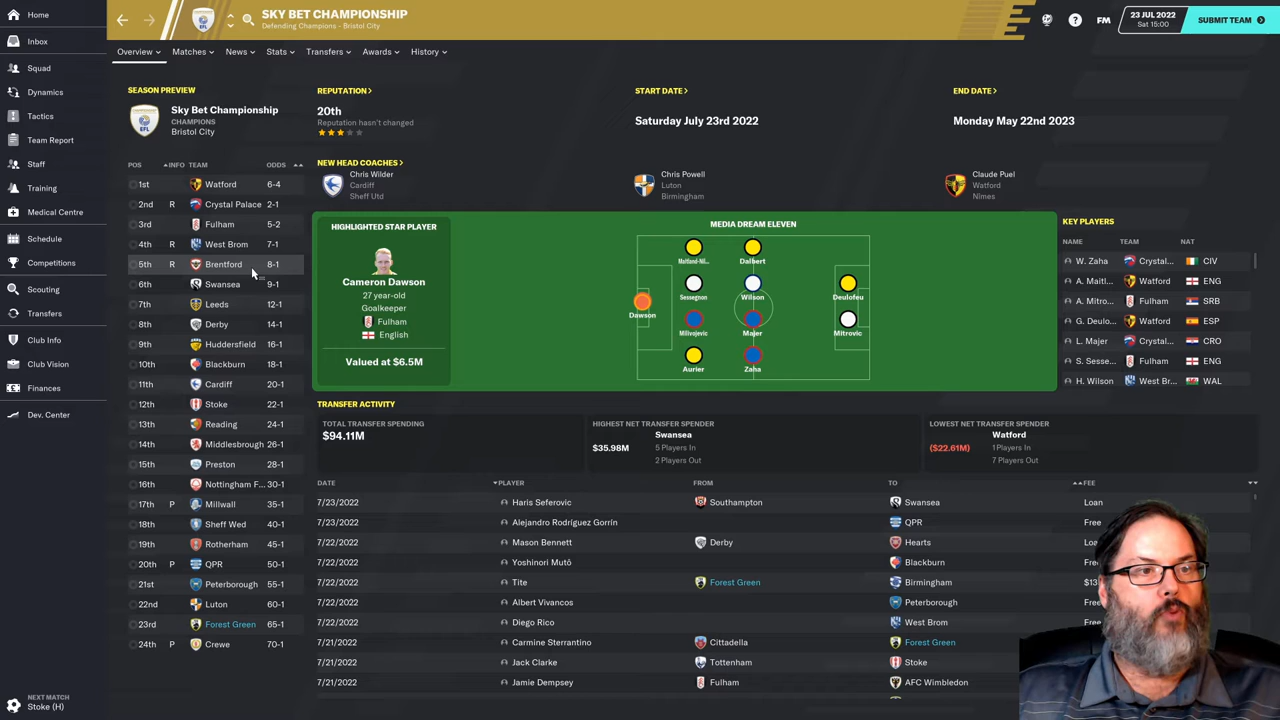 Home
SKY BET CHAMPIONSHIP
Defending Champions - Bristol City
FM
23 JUL 2022
Sat 15:00
SUBMIT TEAM
Inbox
Squad
Dynamics
Tactics
Team Report
Staff
Training
Medical Centre
Schedule
Competitions
Scouting
Transfers
Club Info
Club Vision
Finances
Dev. Center
NEXT MATCH
Stoke (H)
Overview Matches News Stats Transfers Awards History
SEASON PREVIEW
Sky Bet Championship
CHAMPIONS
Bristol City
POS INFO TEAM ODDS
1st Watford 6-4
2nd R Crystal Palace 2-1
3rd Fulham 5-2
4th R West Brom 7-1
5th R Brentford 8-1
6th Swansea 9-1
7th Leeds 12-1
8th Derby 14-1
9th Huddersfield 16-1
10th Blackburn 18-1
11th Cardiff 20-1
12th Stoke 22-1
13th Reading 24-1
14th Middlesbrough 26-1
15th Preston 28-1
16th Nottingham F... 30-1
17th P Millwall 35-1
18th Sheff Wed 40-1
19th Rotherham 45-1
20th P QPR 50-1
21st Peterborough 55-1
22nd Luton 60-1
23rd Forest Green 65-1
24th P Crewe 70-1
REPUTATION
20th
Reputation hasn't changed
START DATE
Saturday July 23rd 2022
END DATE
Monday May 22nd 2023
NEW HEAD COACHES
Chris Wilder
Cardiff
Sheff Utd
Chris Powell
Luton
Birmingham
Claude Puel
Watford
Nîmes
HIGHLIGHTED STAR PLAYER
Cameron Dawson
27 year-old
Goalkeeper
Fulham
English
Valued at $6.5M
MEDIA DREAM ELEVEN
Maitland-Nil... Dalbert
Sessegnon Wilson Deulofeu
Dawson
Milivojevic Majer Mitrovic
Aurier Zaha
KEY PLAYERS
NAME TEAM NAT
W. Zaha Crystal... CIV
A. Maitl... Watford ENG
A. Mitro... Fulham SRB
G. Deulo... Watford ESP
L. Majer Crystal... CRO
S. Sesse... Fulham ENG
H. Wilson West Br... WAL
TRANSFER ACTIVITY
TOTAL TRANSFER SPENDING
$94.11M
HIGHEST NET TRANSFER SPENDER
$35.98M
Swansea
5 Players In
2 Players Out
LOWEST NET TRANSFER SPENDER
($22.61M)
Watford
1 Players In
7 Players Out
DATE PLAYER FROM TO FEE
7/23/2022 Haris Seferovic Southampton Swansea Loan
7/23/2022 Alejandro Rodríguez Gorrín QPR Free
7/22/2022 Mason Bennett Derby Hearts Loa
7/22/2022 Yoshinori Mutō Blackburn Fre
7/22/2022 Tite Forest Green Birmingham $13
7/22/2022 Albert Vivancos Peterborough Free
7/22/2022 Diego Rico West Brom Free
7/21/2022 Carmine Sterrantino Cittadella Forest Green
7/21/2022 Jack Clarke Tottenham Stoke
7/21/2022 Jamie Dempsey Fulham AFC Wimbledon